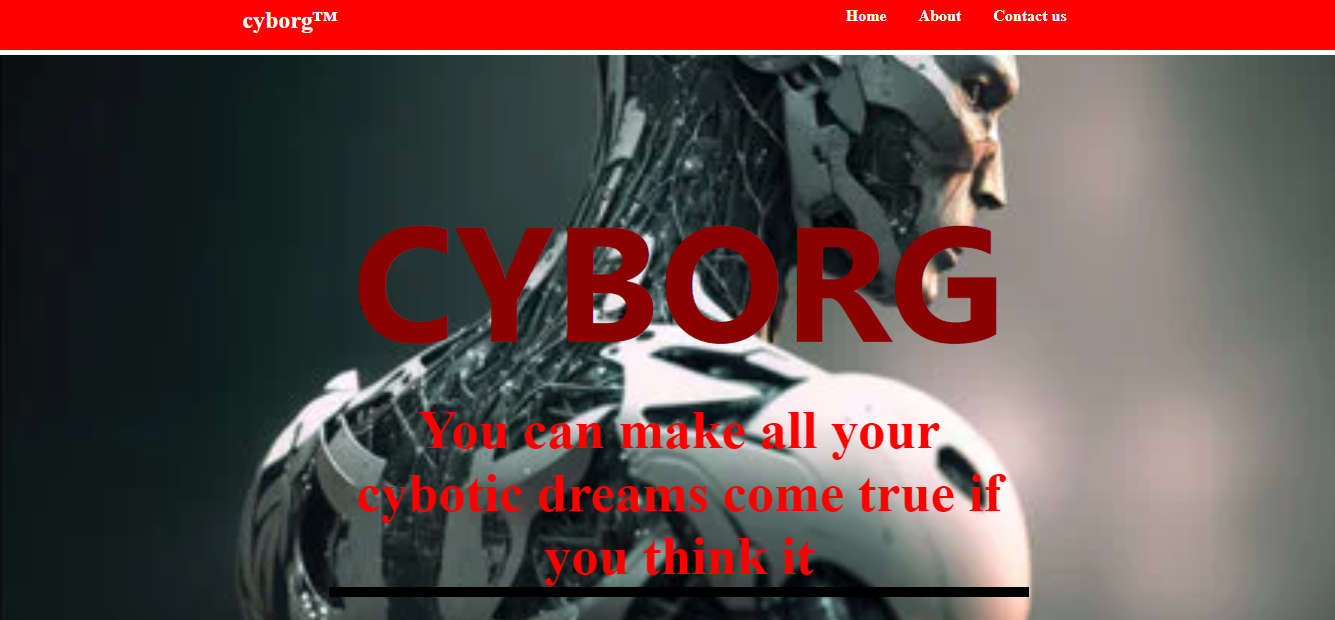 cyborg™
Home About Contact us
CYBORG
You can make all your
cybotic dreams come true if
you think it